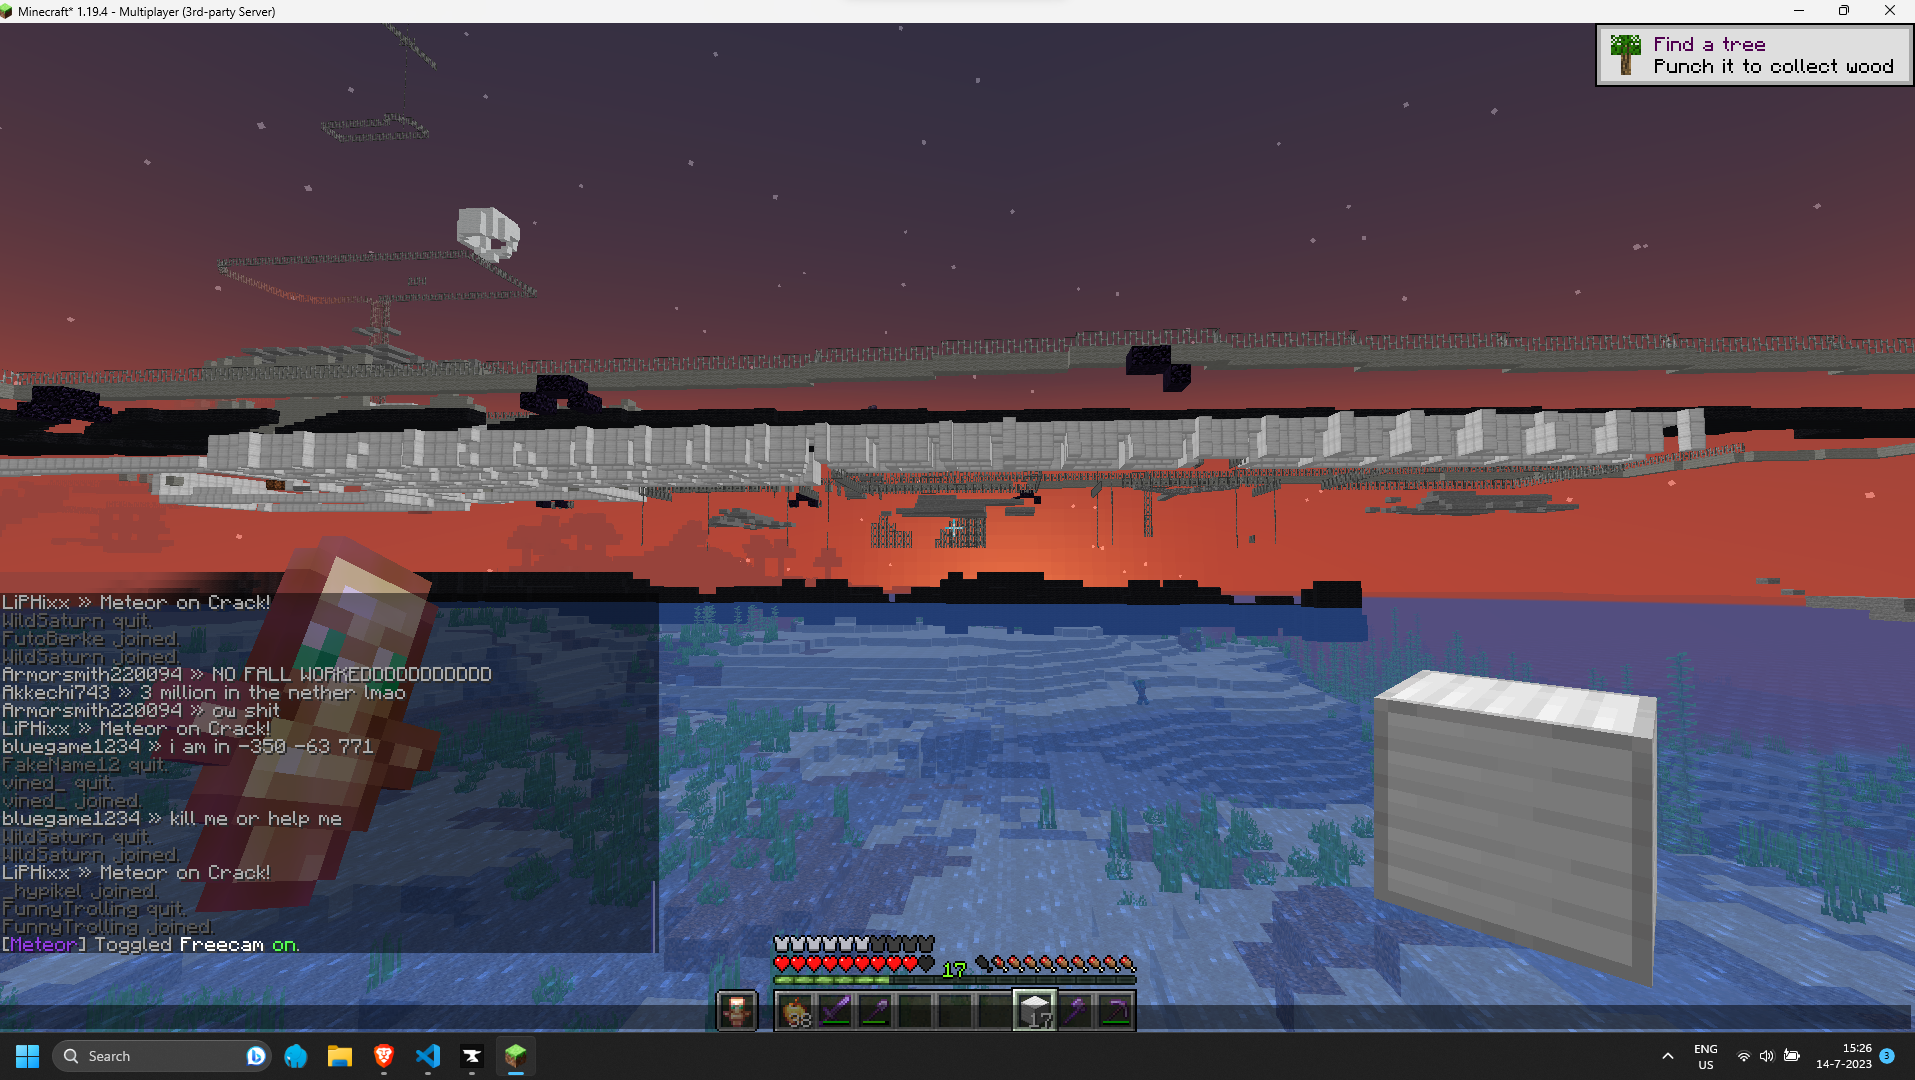 Minecraft* 1.19.4 - Multiplayer (3rd-party Server)
Find a tree
Punch it to collect wood
LiPHixx » Meteor on Crack!
WildSaturn quit.
FutoBerke joined.
WildSaturn joined.
Armorsmith220094 » NO FALL WORKEDDDDDDDDDDD
Akkechi743 » 3 million in the nether lmao
Armorsmith220094 » ow shit
LiPHixx » Meteor on Crack!
bluegame1234 » i am in -350 -63 771
FakeName12 quit.
vined_ quit.
vined_ joined.
bluegame1234 » kill me or help me
WildSaturn quit.
WildSaturn joined.
LiPHixx » Meteor on Crack!
_hypikel joined.
FunnyTrolling quit.
FunnyTrolling joined.
[Meteor] Toggled Freecam on.
17
38
17
Search
ENG
US
15:26
14-7-2023
3